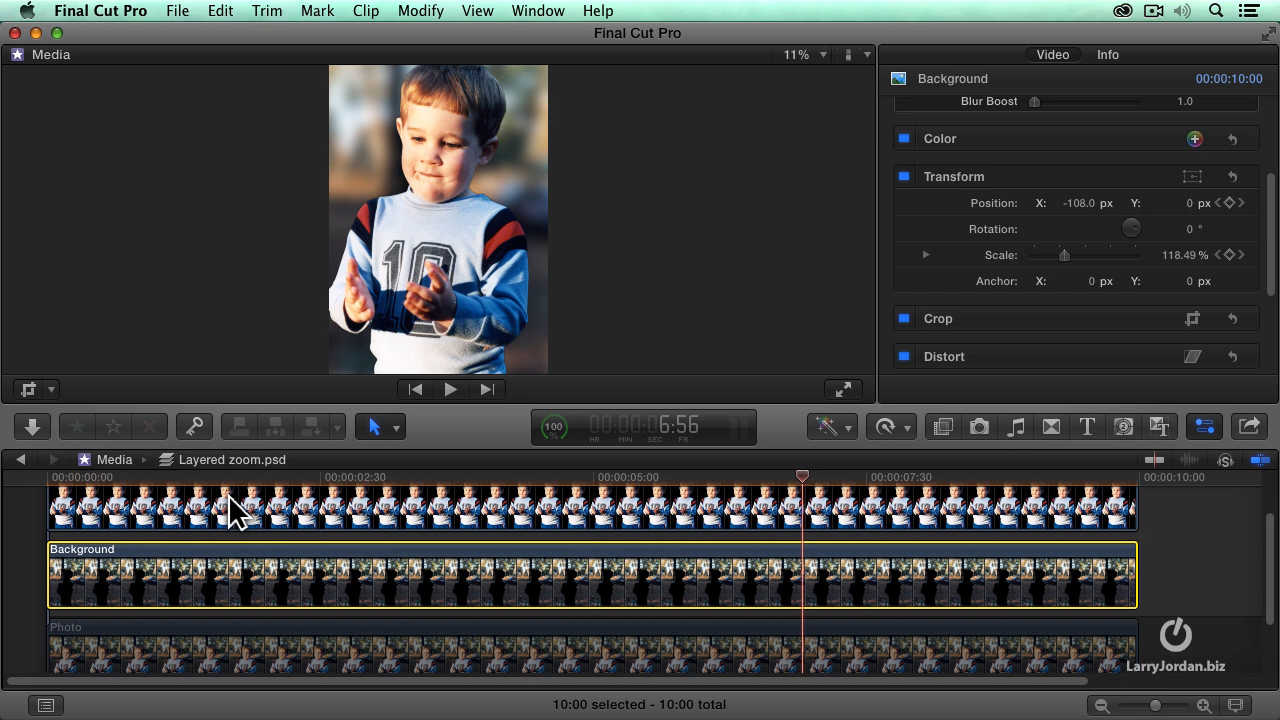 Final Cut Pro File Edit Trim Mark Clip Modify View Window Help
Final Cut Pro
Media 11% Video Info
Background 00:00:10:00
Blur Boost 1.0
Color
Transform
Position: X: -108.0 px Y: 0 px
Rotation: 0 °
Scale: 118.49 %
Anchor: X: 0 px Y: 0 px
Crop
Distort
10
100 % 00:00:06:56
HR MIN SEC FR
Media Layered zoom.psd
00:00:00:00 00:00:02:30 00:00:05:00 00:00:07:30 00:00:10:00
Background
Photo
LarryJordan.biz
10:00 selected - 10:00 total